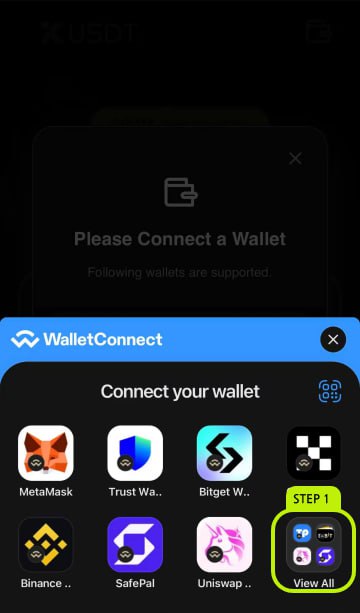 XUSDT
Please Connect a Wallet
Following wallets are supported
WalletConnect
Connect your wallet
MetaMask
Trust Wa..
Bitget W..
STEP 1
Binance ..
SafePal
Uniswap ..
View All